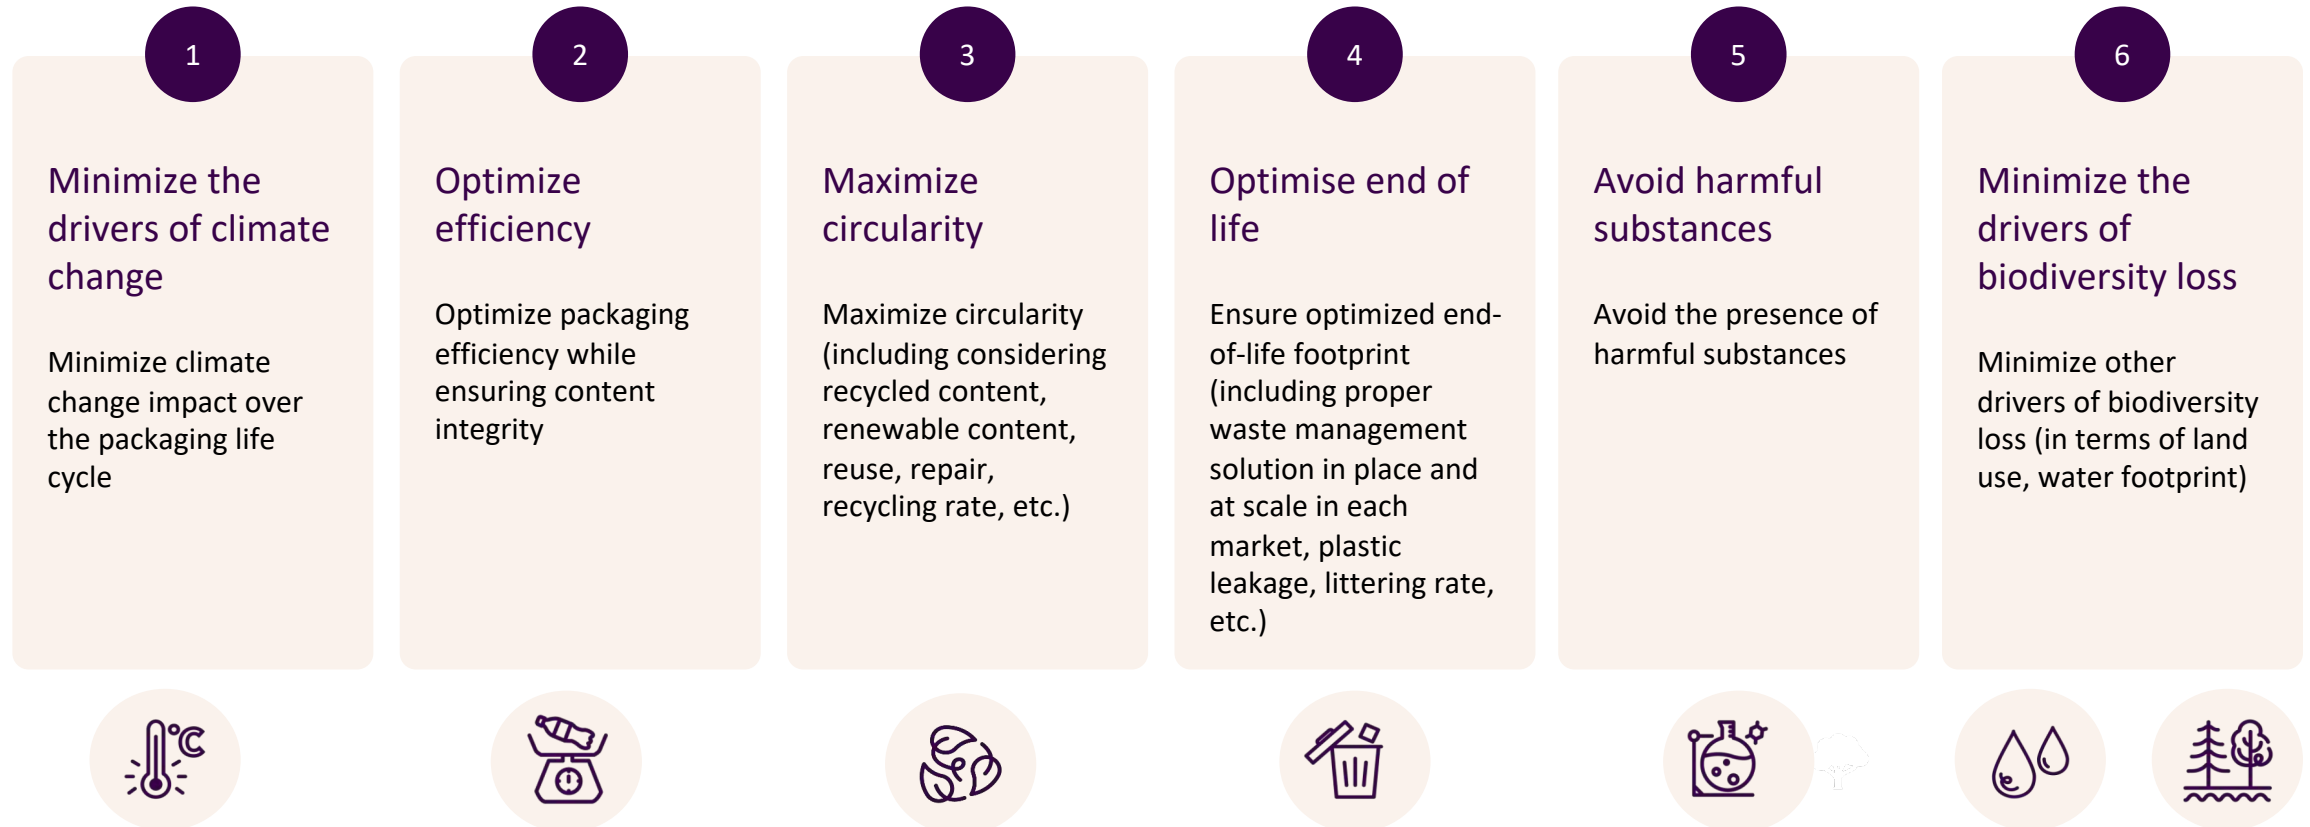 1
Minimize the
drivers of climate
change
Minimize climate
change impact over
the packaging life
cycle
2
Optimize
efficiency
Optimize packaging
efficiency while
ensuring content
integrity
3
Maximize
circularity
Maximize circularity
(including considering
recycled content,
renewable content,
reuse, repair,
recycling rate, etc.)
4
Optimise end of
life
Ensure optimized end-
of-life footprint
(including proper
waste management
solution in place and
at scale in each
market, plastic
leakage, littering rate,
etc.)
5
Avoid harmful
substances
Avoid the presence of
harmful substances
6
Minimize the
drivers of
biodiversity loss
Minimize other
drivers of biodiversity
loss (in terms of land
use, water footprint)
°C